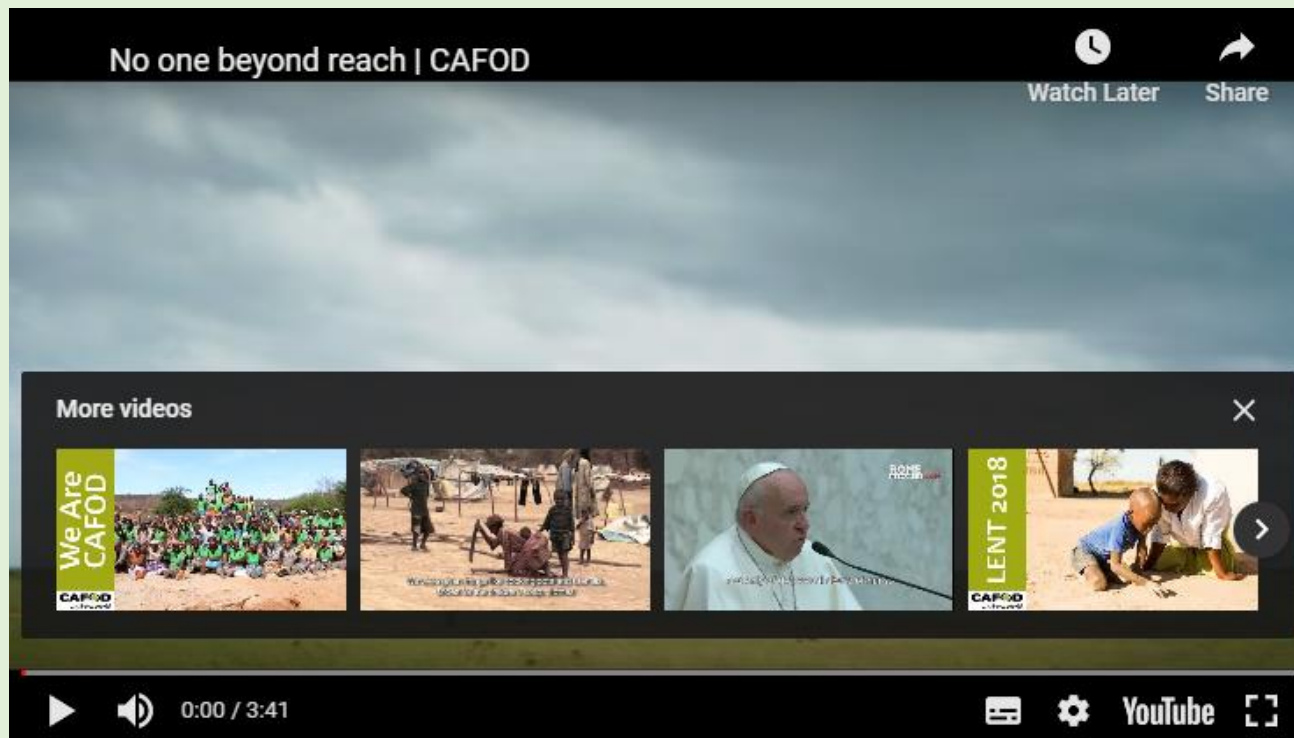 No one beyond reach | CAFOD
Watch Later
Share
More videos
We Are
CAFOD
CAFOD
ROME
LENT 2018
CAFOD
0:00 / 3:41
YouTube